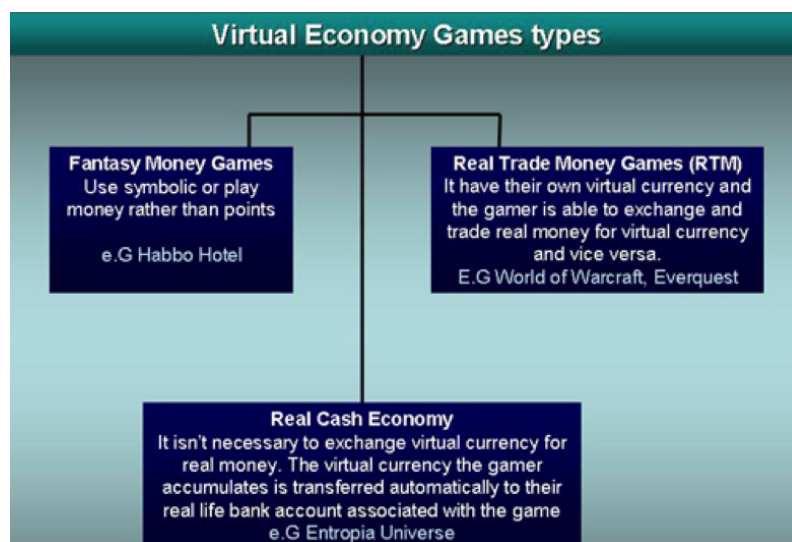 Virtual Economy Games types
Fantasy Money Games
Use symbolic or play
money rather than points
e.G Habbo Hotel
Real Trade Money Games (RTM)
It have their own virtual currency and
the gamer is able to exchange and
trade real money for virtual currency
and vice versa.
E.G World of Warcraft, Everquest
Real Cash Economy
It isn't necessary to exchange virtual currency for
real money. The virtual currency the gamer
accumulates is transferred automatically to their
real life bank account associated with the game
e.G Entropia Universe